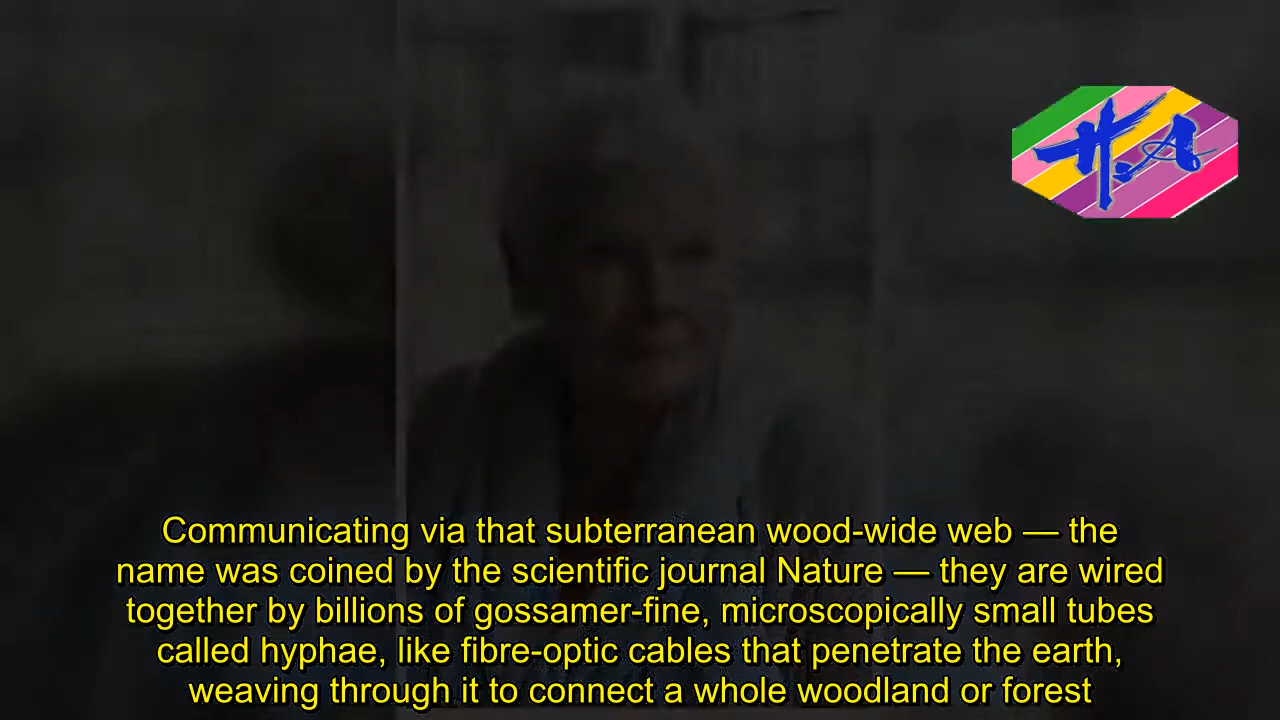 H.A
Communicating via that subterranean wood-wide web — the
name was coined by the scientific journal Nature — they are wired
together by billions of gossamer-fine, microscopically small tubes
called hyphae, like fibre-optic cables that penetrate the earth,
weaving through it to connect a whole woodland or forest